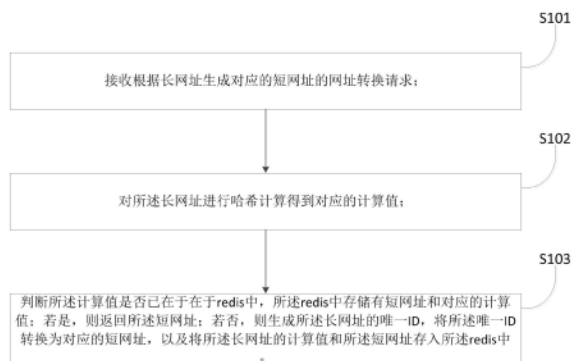 S101
接收根据长网址生成对应的短网址的网址转换请求；
S102
对所述长网址进行哈希计算得到对应的计算值；
S103
判断所述计算值是否已在于在于redis中，所述redis中存储有短网址和对应的计算
值；若是，则返回所述短网址；若否，则生成所述长网址的唯一ID，将所述唯一ID
转换为对应的短网址，以及将所述长网址的计算值和所述短网址存入所述redis中
。